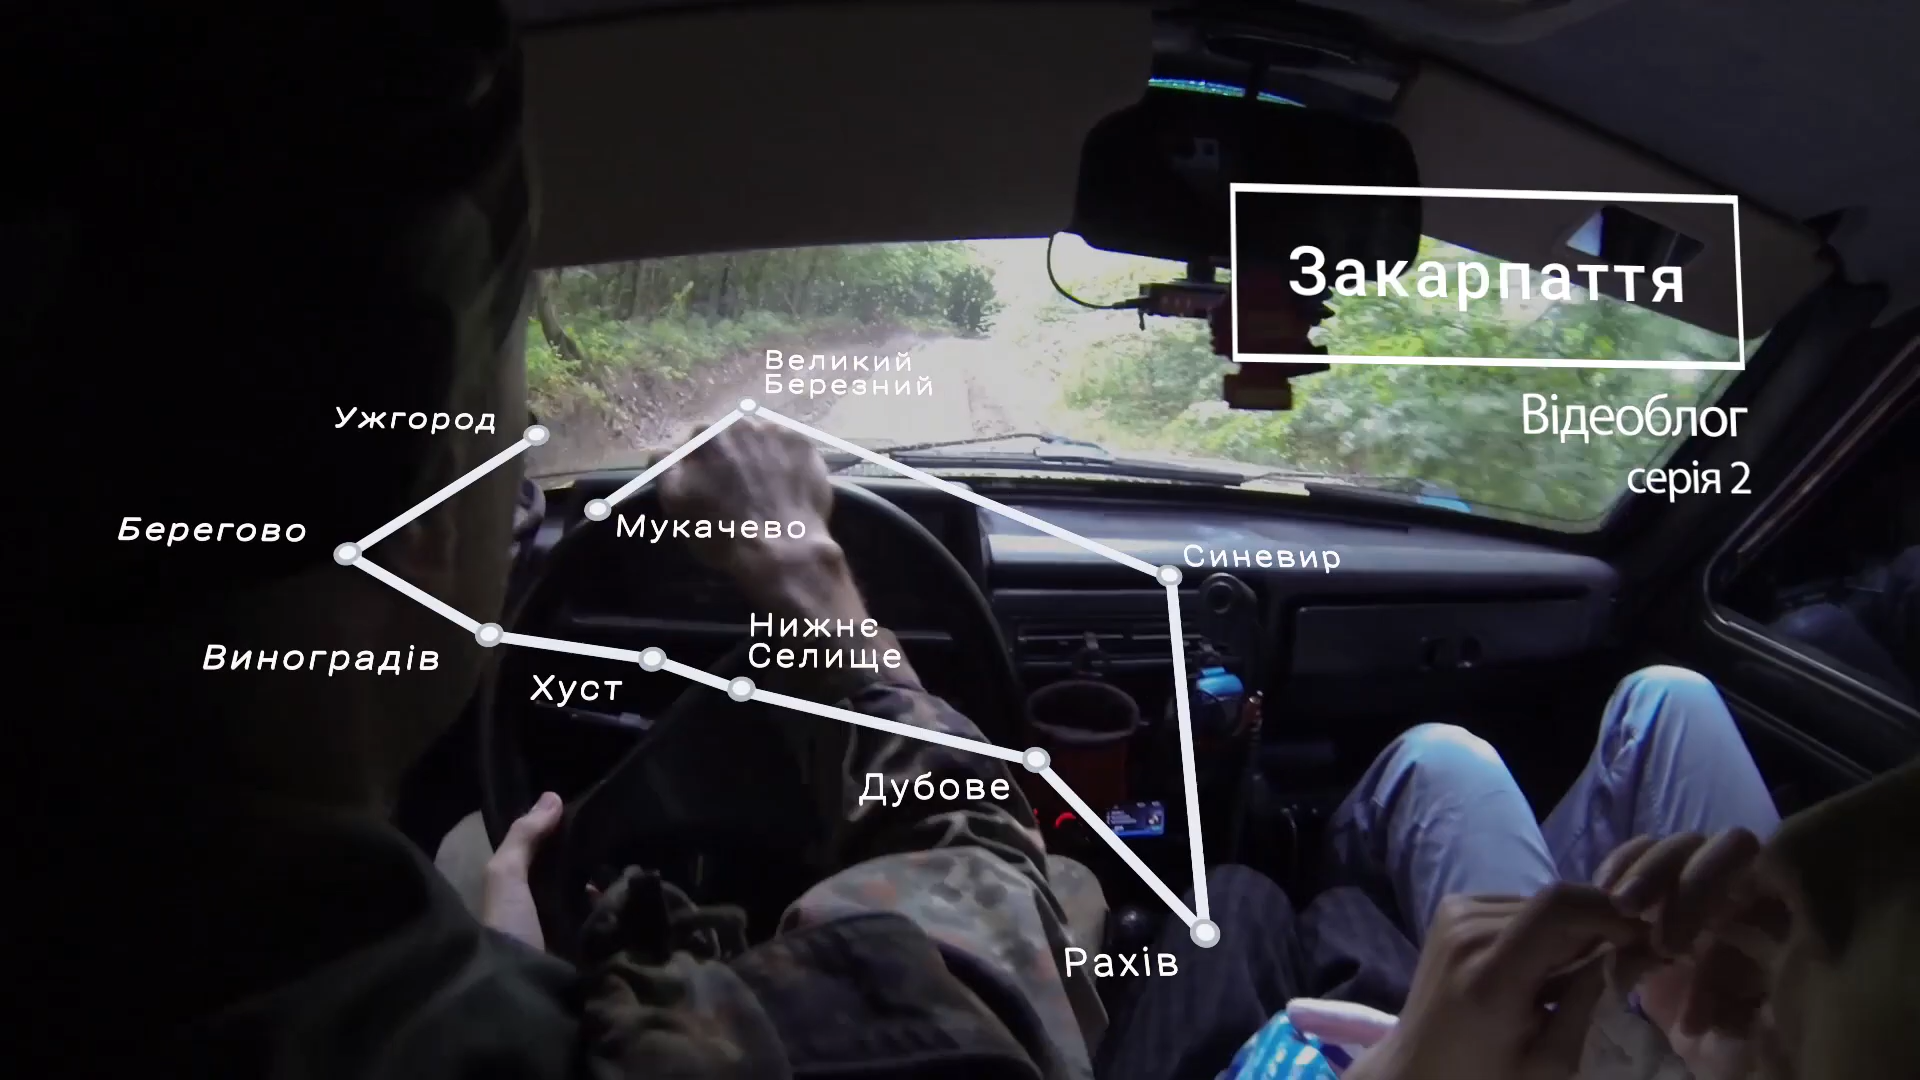 Закарпаття
Відеоблог
серія 2
Великий
Березний
Ужгород
Мукачево
Берегово
Синевир
Виноградів
Хуст
Нижнє
Селище
Дубове
Рахів